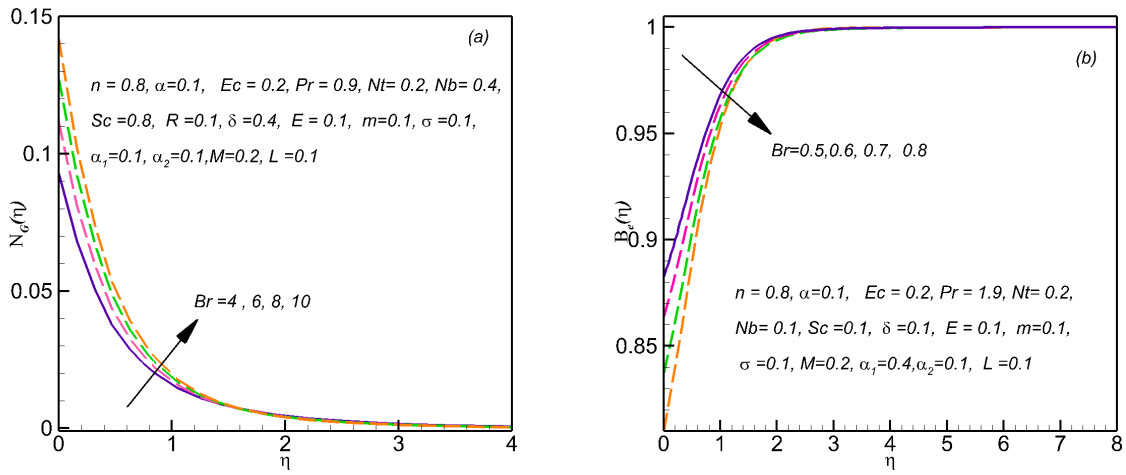 0.15
0.1
0.05
0
N_G(η)
(a)
n = 0.8, α=0.1, Ec = 0.2, Pr = 0.9, Nt= 0.2, Nb= 0.4,
Sc =0.8, R =0.1, δ =0.4, E = 0.1, m=0.1, σ =0.1,
α₁=0.1, α₂=0.1,M=0.2, L =0.1
Br =4 , 6, 8, 10
0 1 2 3 4
η
1
0.95
0.9
0.85
B_e(η)
(b)
Br=0.5,0.6, 0.7, 0.8
n = 0.8, α=0.1, Ec = 0.2, Pr = 1.9, Nt= 0.2,
Nb= 0.1, Sc =0.1, δ =0.1, E = 0.1, m=0.1,
σ =0.1, M=0.2, α₁=0.4,α₂=0.1, L =0.1
0 1 2 3 4 5 6 7 8
η